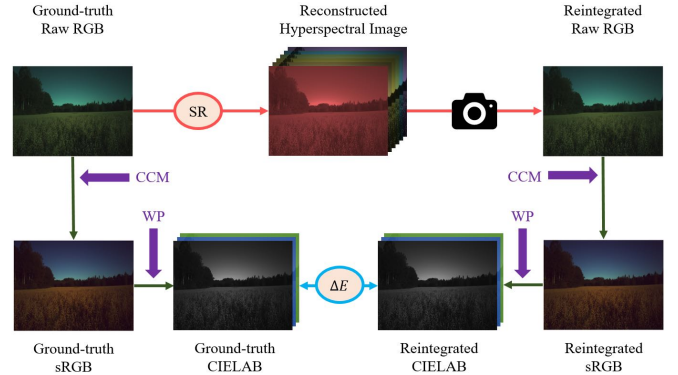 Ground-truth
Raw RGB
Reconstructed
Hyperspectral Image
Reintegrated
Raw RGB
SR
CCM
CCM
WP
WP
ΔE
Ground-truth
sRGB
Ground-truth
CIELAB
Reintegrated
CIELAB
Reintegrated
sRGB